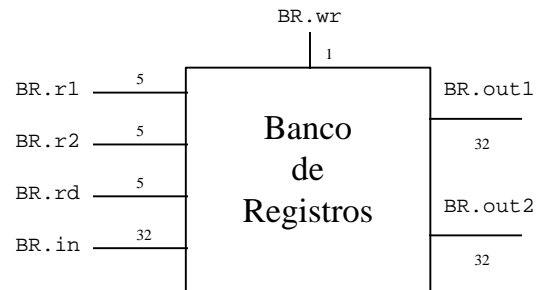 BR.wr
1
BR.r1
5
BR.out1
BR.r2
5
Banco
32
de
BR.rd
5
Registros
BR.out2
BR.in
32
32